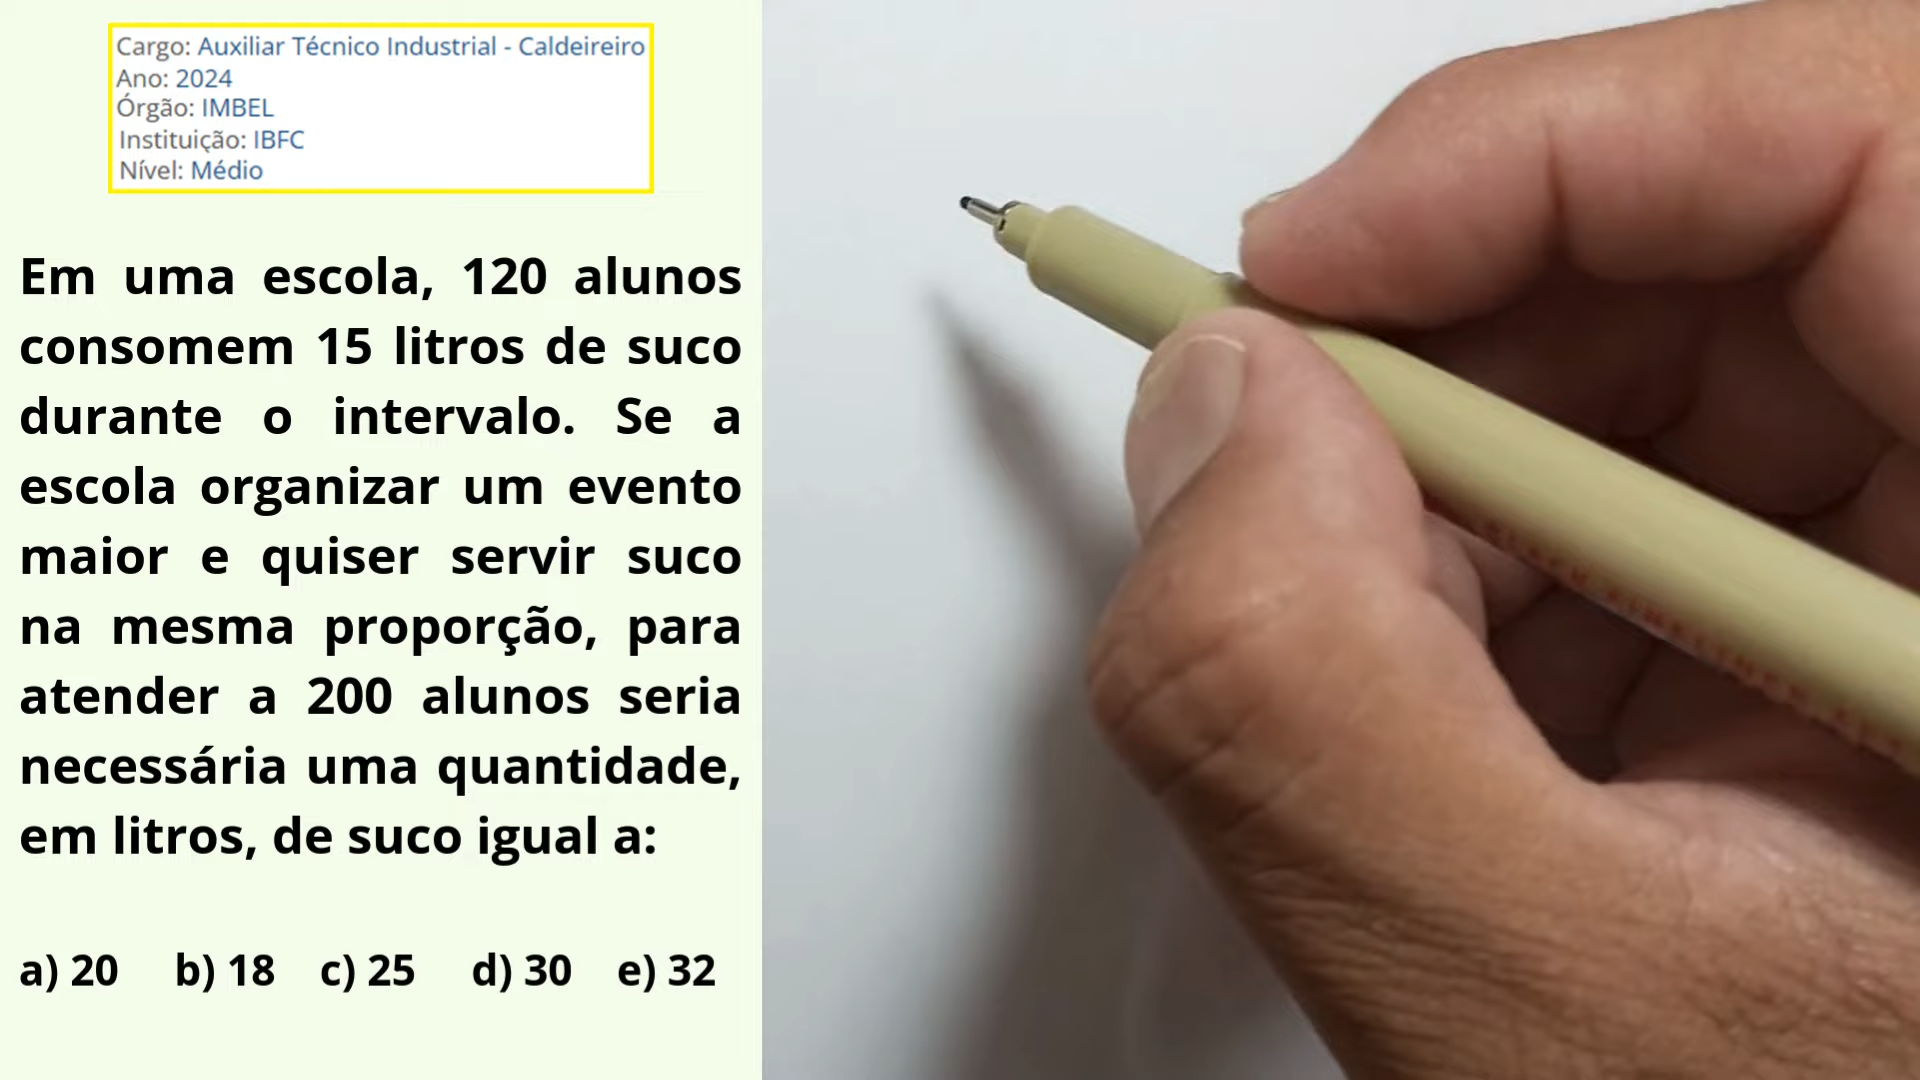 Cargo: Auxiliar Técnico Industrial - Caldeireiro
Ano: 2024
Órgão: IMBEL
Instituição: IBFC
Nível: Médio
Em uma escola, 120 alunos
consomem 15 litros de suco
durante o intervalo. Se a
escola organizar um evento
maior e quiser servir suco
na mesma proporção, para
atender a 200 alunos seria
necessária uma quantidade,
em litros, de suco igual a:
a) 20 b) 18 c) 25 d) 30 e) 32